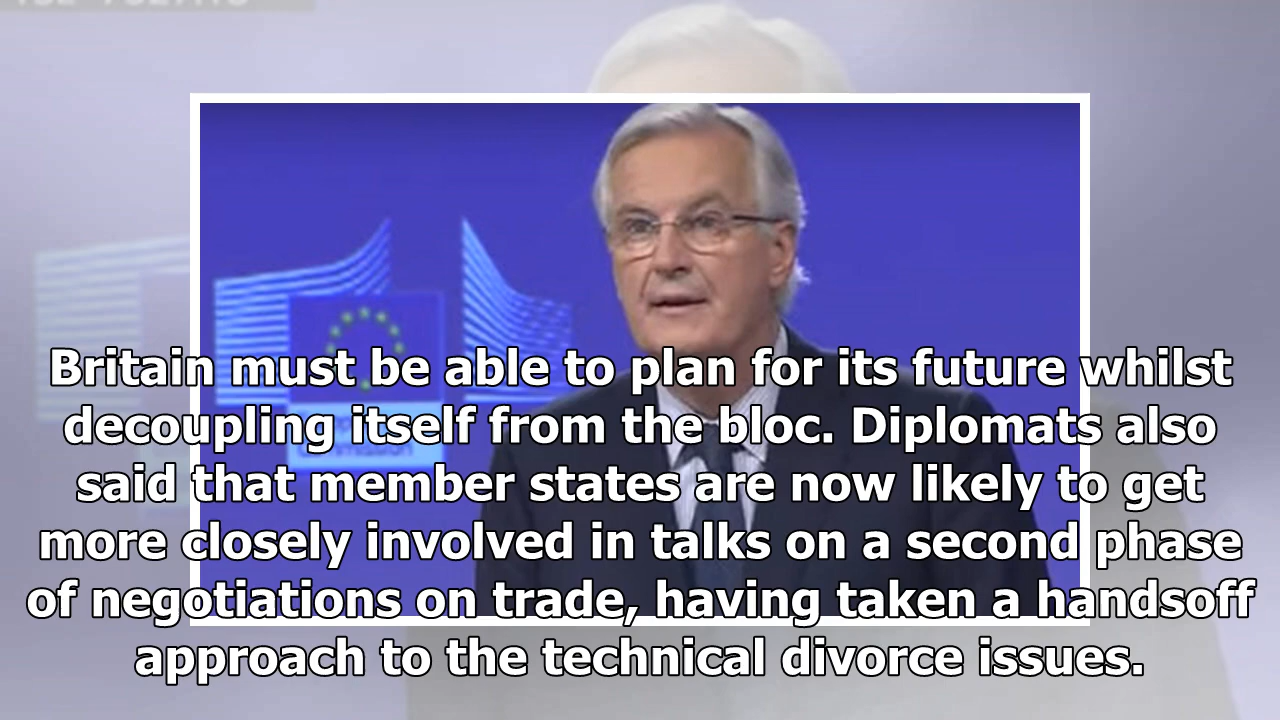 Britain must be able to plan for its future whilst
decoupling itself from the bloc. Diplomats also
said that member states are now likely to get
more closely involved in talks on a second phase
of negotiations on trade, having taken a handsoff
approach to the technical divorce issues.